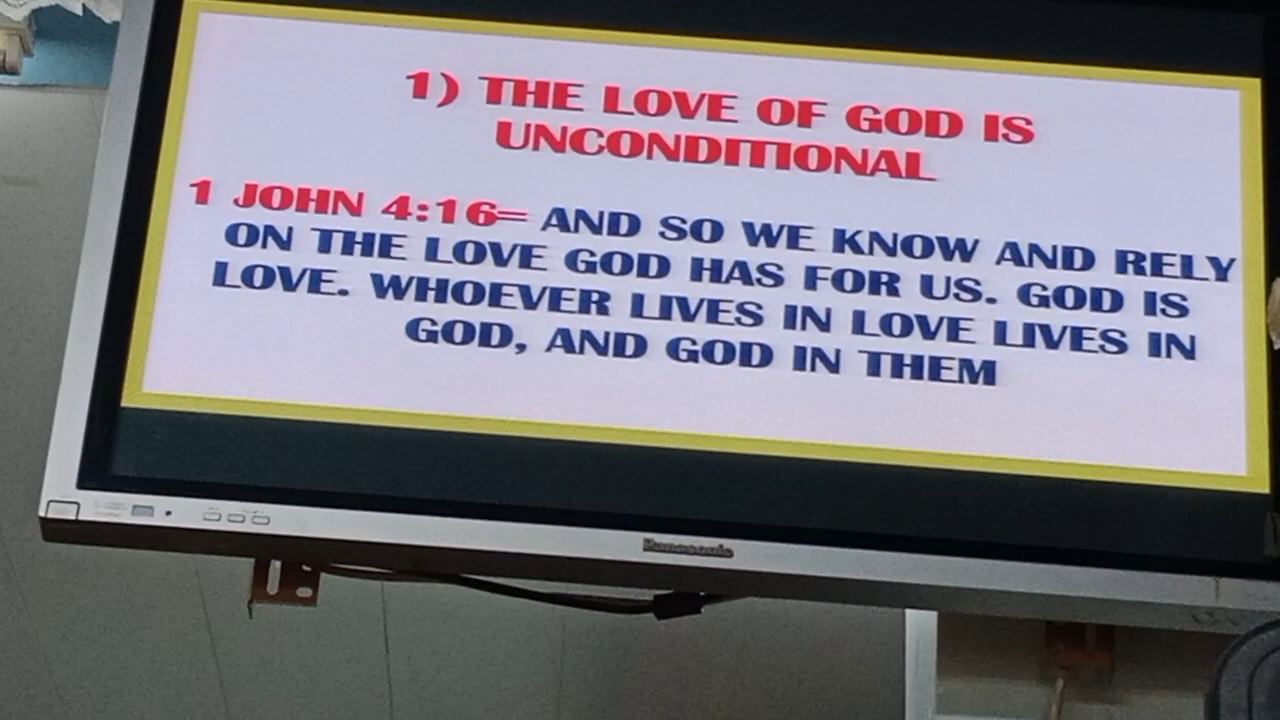 1) THE LOVE OF GOD IS
UNCONDITIONAL
1 JOHN 4:16= AND SO WE KNOW AND RELY
ON THE LOVE GOD HAS FOR US. GOD IS
LOVE. WHOEVER LIVES IN LOVE LIVES IN
GOD, AND GOD IN THEM
Panasonic